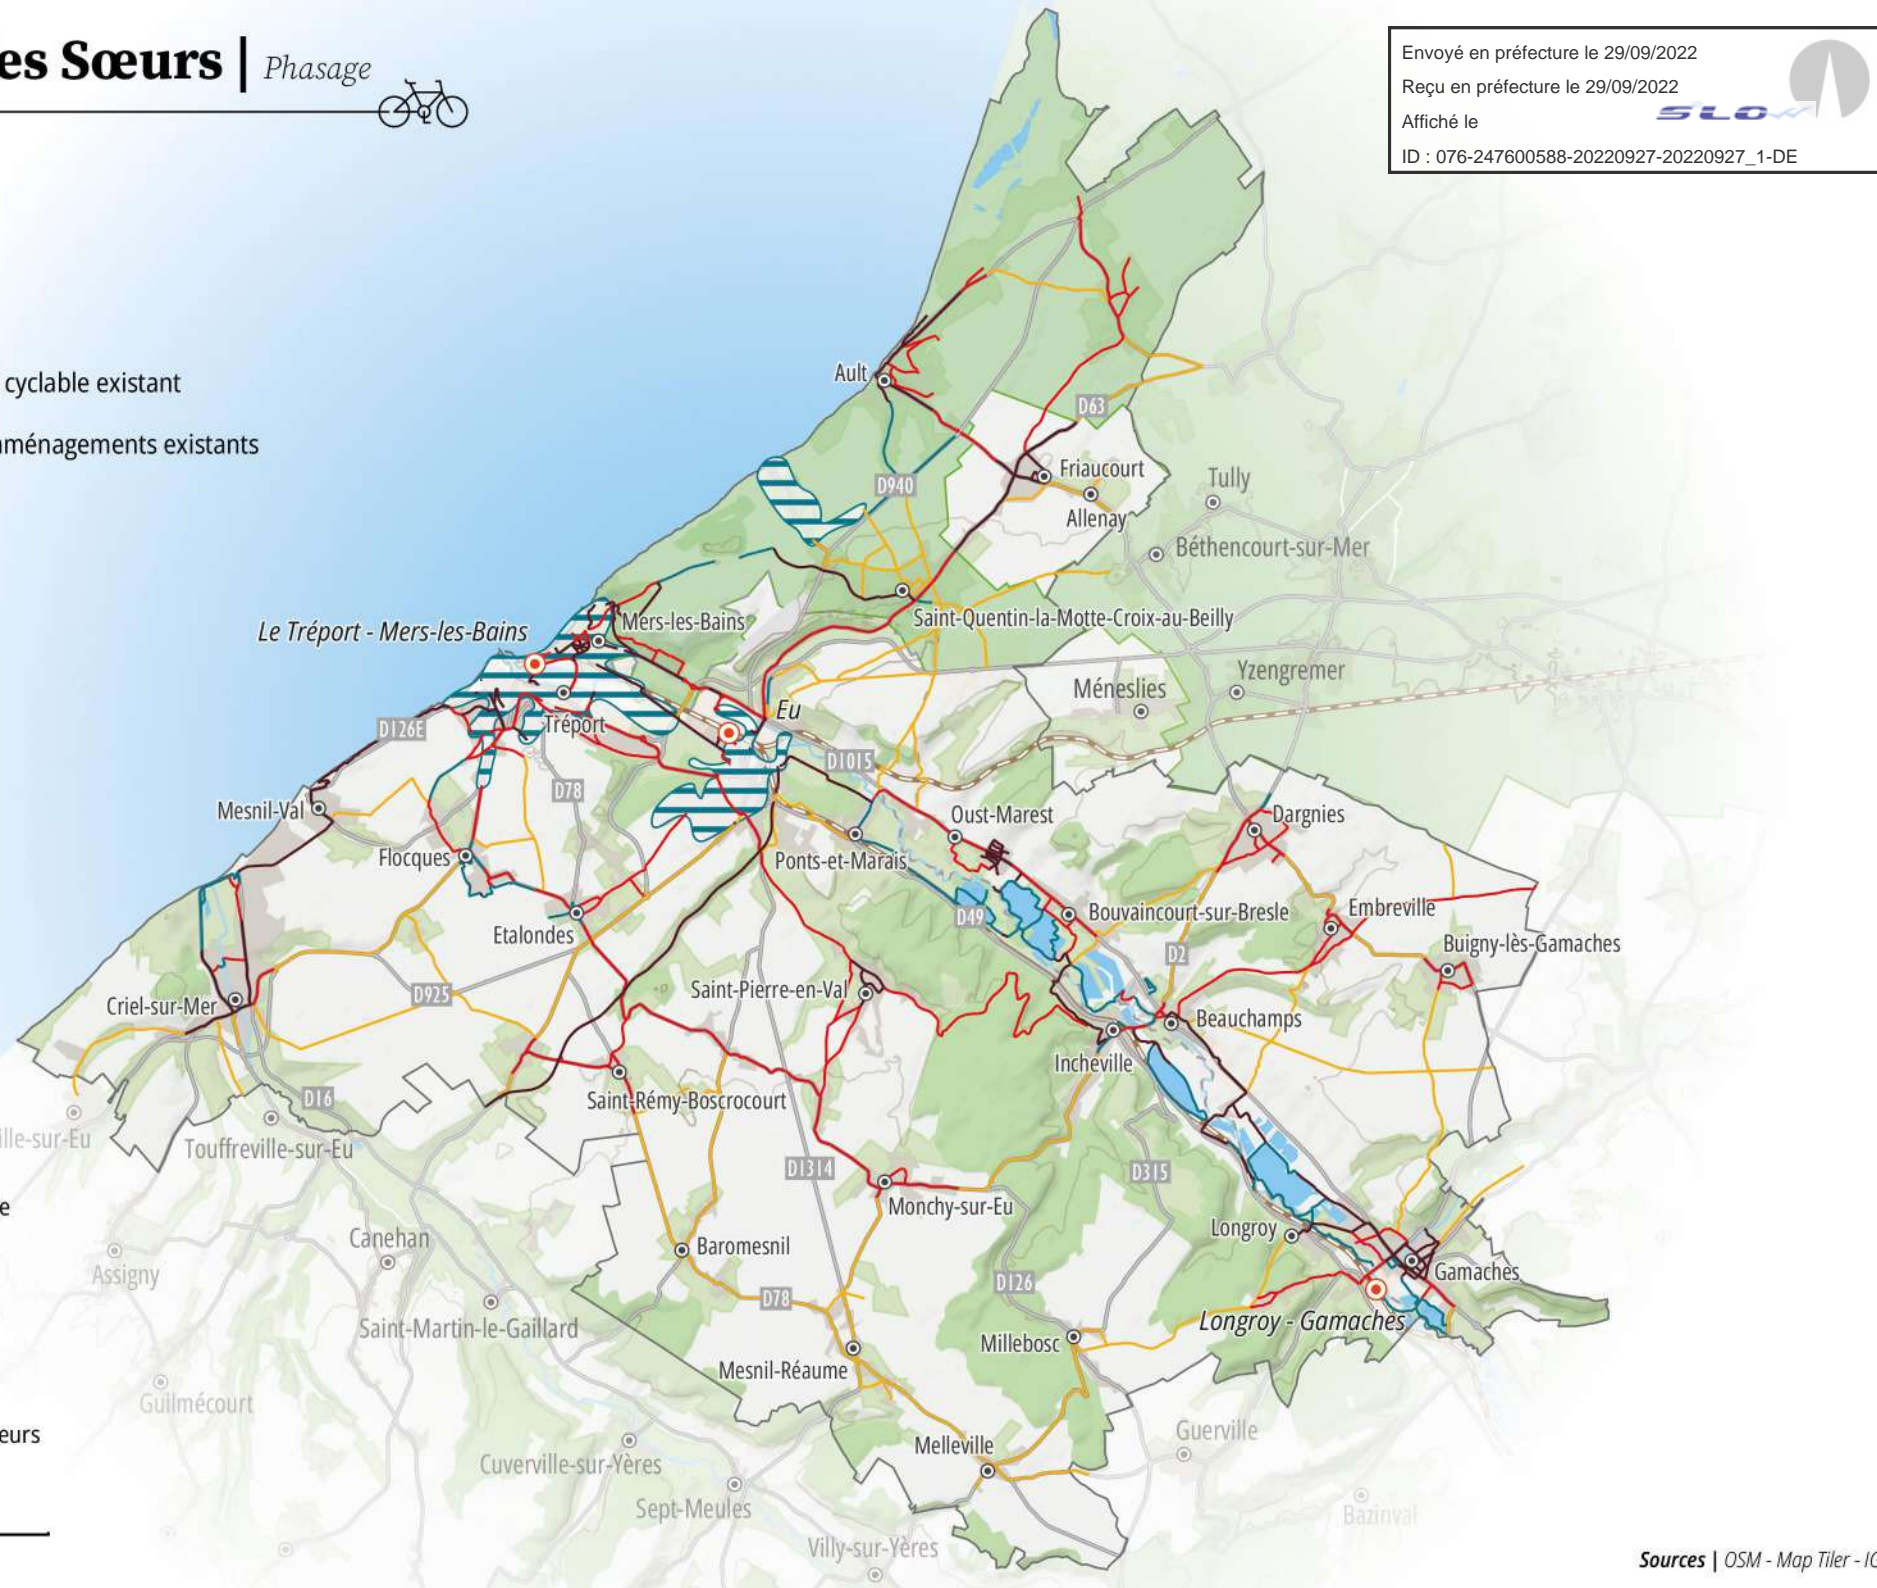 es Sœurs | Phasage
Envoyé en préfecture le 29/09/2022
Reçu en préfecture le 29/09/2022
Affiché le
SLO
ID : 076-247600588-20220927-20220927_1-DE
cyclable existant
ménagements existants
Ault
D63
Friaucourt
D940
Allenay
Tully
Béthencourt-sur-Mer
Saint-Quentin-la-Motte-Croix-au-Beilly
Le Tréport - Mers-les-Bains
Mers-les-Bains
Méneslies
Yzengremer
Eu
Tréport
D126E
D1015
D78
Mesnil-Val
Oust-Marest
Dargnies
Flocques
Ponts-et-Marais
D49
Bouvaincourt-sur-Bresle
Embreville
Etalondes
Buigny-lès-Gamaches
D2
D925
Saint-Pierre-en-Val
Criel-sur-Mer
Beauchamps
Incheville
D16
Saint-Rémy-Boscrocourt
ille-sur-Eu
Touffreville-sur-Eu
D1314
D315
e
Monchy-sur-Eu
Canehan
Baromesnil
Longroy
Assigny
Gamaches
D126
D78
Longroy - Gamaches
Saint-Martin-le-Gaillard
Millebosc
Mesnil-Réaume
Guilmécourt
eurs
Guerville
Melleville
Cuverville-sur-Yères
Sept-Meules
Bazinval
Villy-sur-Yères
Sources | OSM - Map Tiler - IG